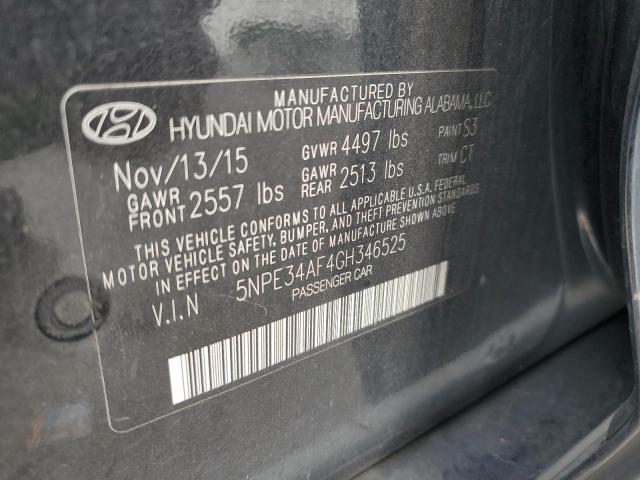 MANUFACTURED BY
HYUNDAI MOTOR MANUFACTURING ALABAMA, LLC
Nov/13/15 GVWR 4497 lbs PAINT S3
GAWR FRONT 2557 lbs GAWR REAR 2513 lbs TRIM CT
THIS VEHICLE CONFORMS TO ALL APPLICABLE U.S.A. FEDERAL
MOTOR VEHICLE SAFETY, BUMPER, AND THEFT PREVENTION STANDARDS
IN EFFECT ON THE DATE OF MANUFACTURE SHOWN ABOVE
V.I.N 5NPE34AF4GH346525
PASSENGER CAR